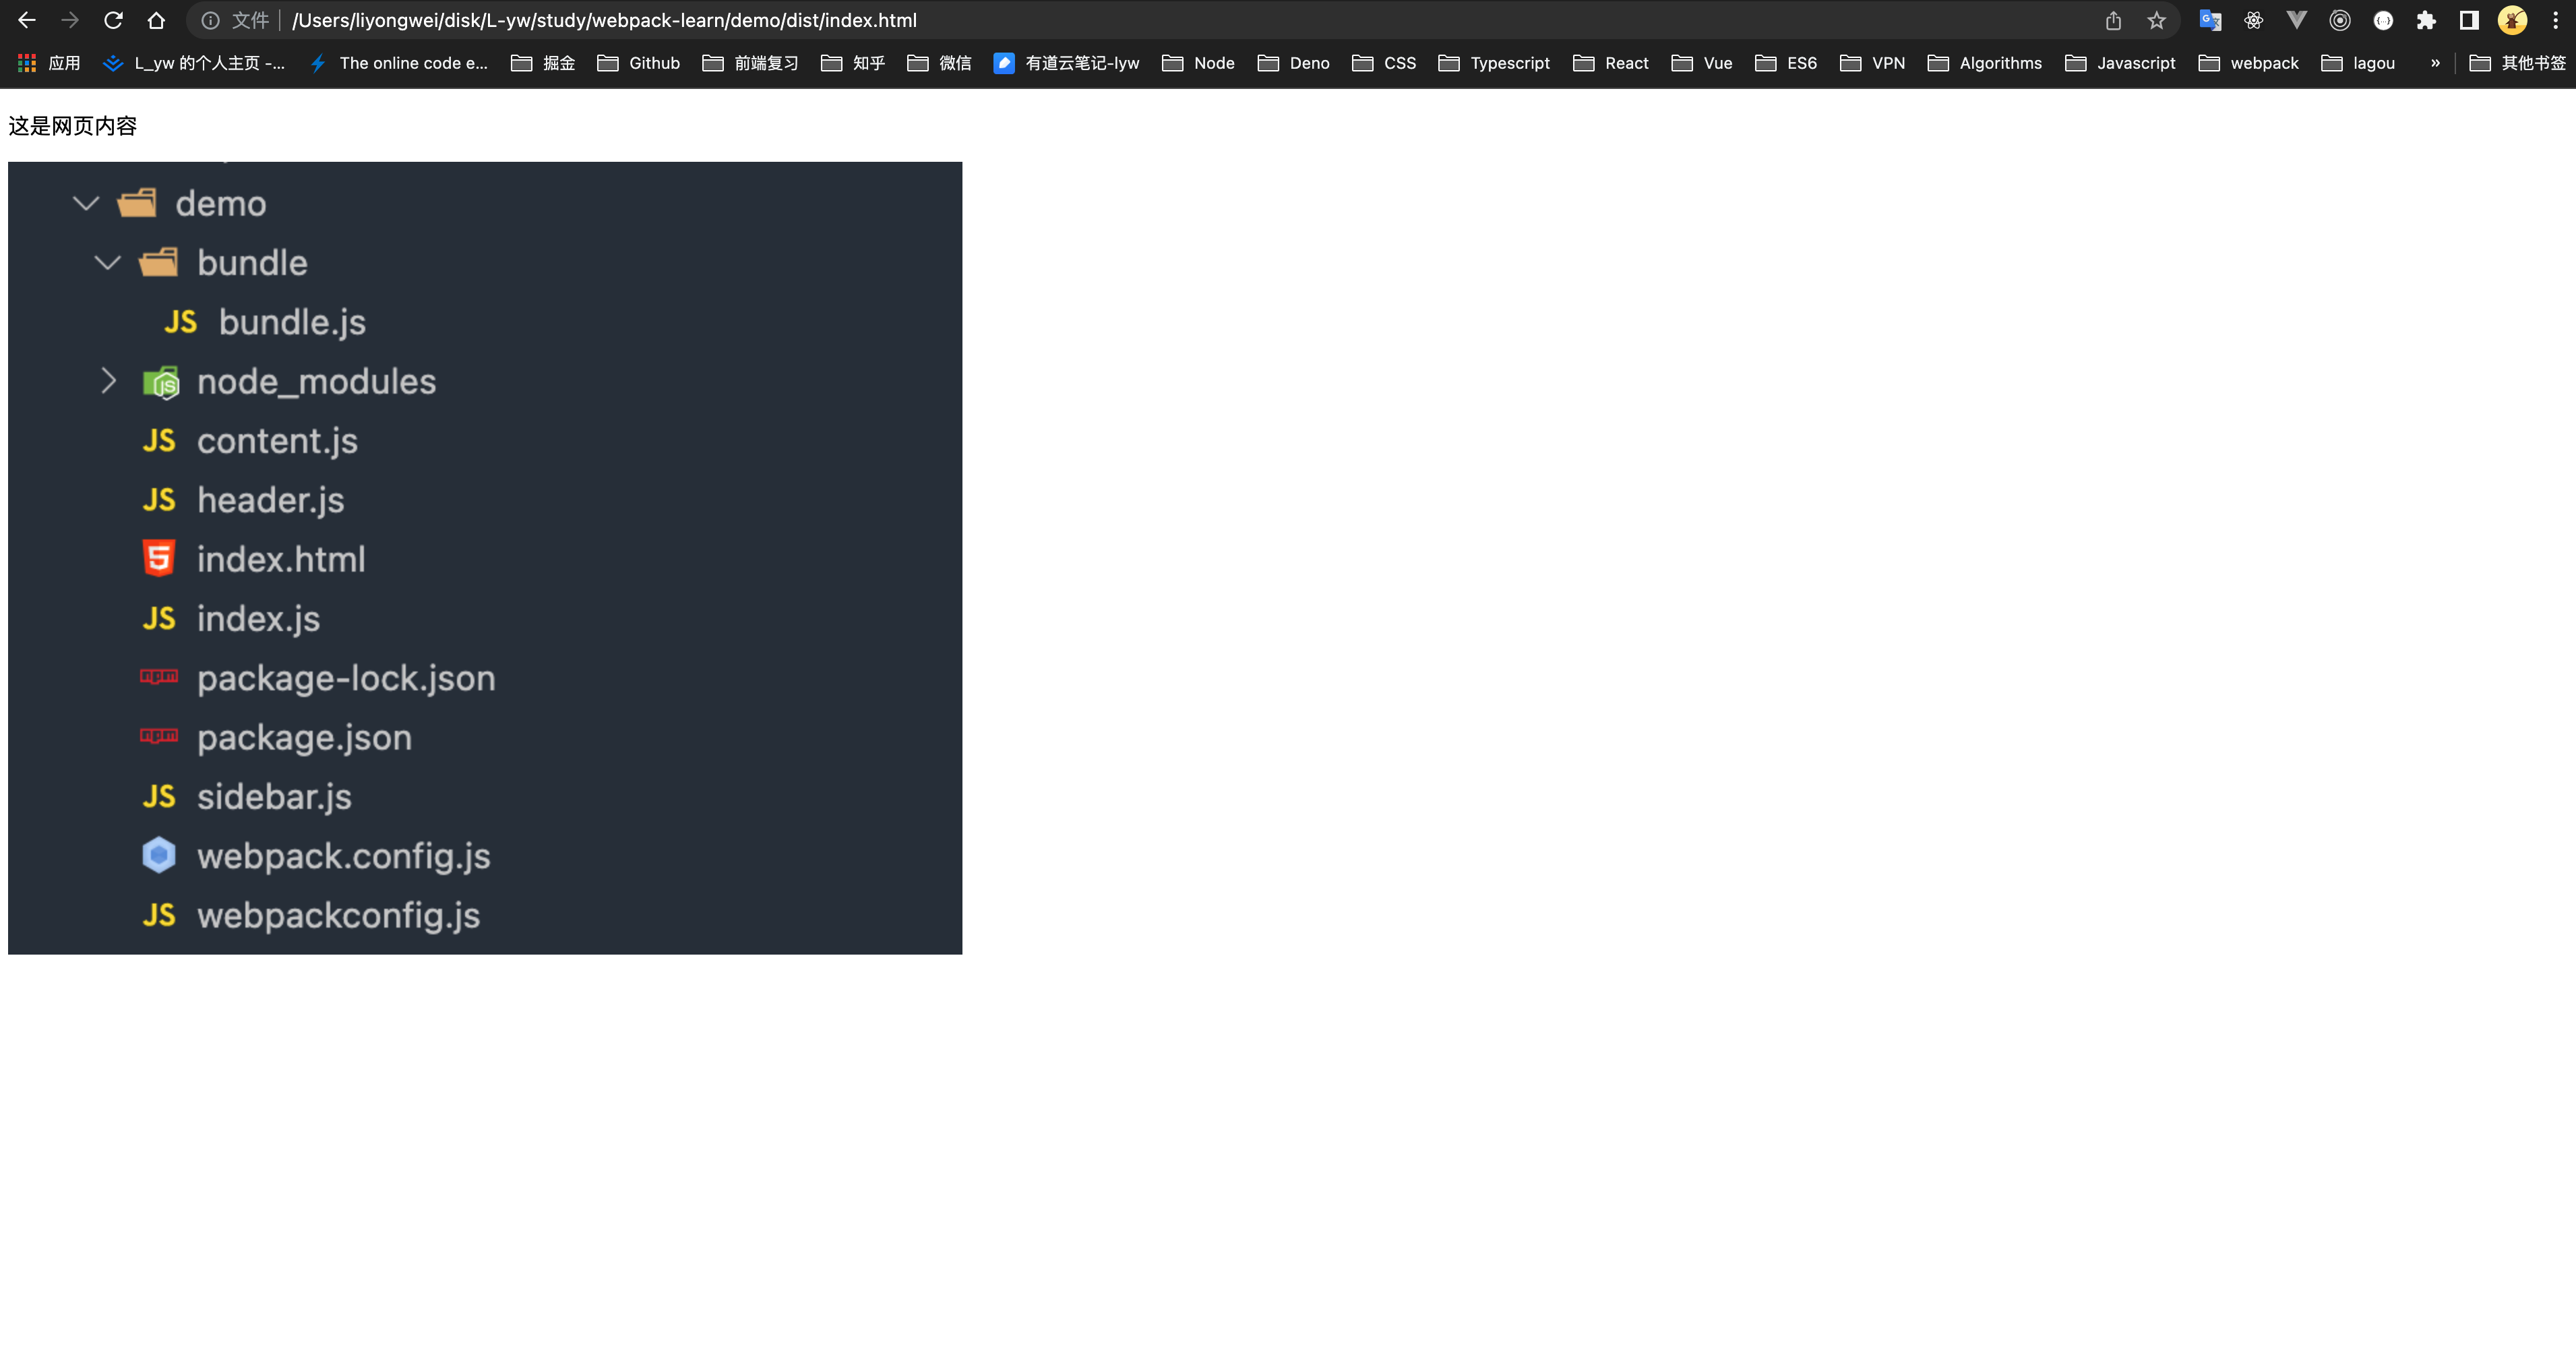 文件 /Users/liyongwei/disk/L-yw/study/webpack-learn/demo/dist/index.html
应用 L_yw 的个人主页 -... The online code e... 掘金 Github 前端复习 知乎 微信 有道云笔记-lyw Node Deno CSS Typescript React Vue ES6 VPN Algorithms Javascript webpack lagou » 其他书签
这是网页内容
demo
bundle
JS bundle.js
JS node_modules
JS content.js
JS header.js
5 index.html
JS index.js
npm package-lock.json
npm package.json
JS sidebar.js
webpack.config.js
JS webpackconfig.js